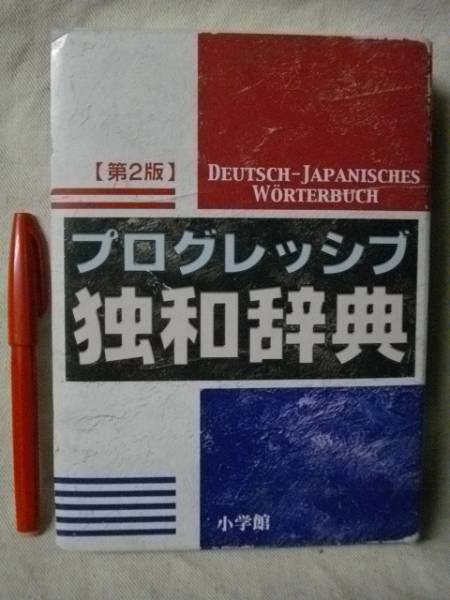 【第2版】
DEUTSCH-JAPANISCHES
WÖRTERBUCH
プログレッシブ
独和辞典
小学館